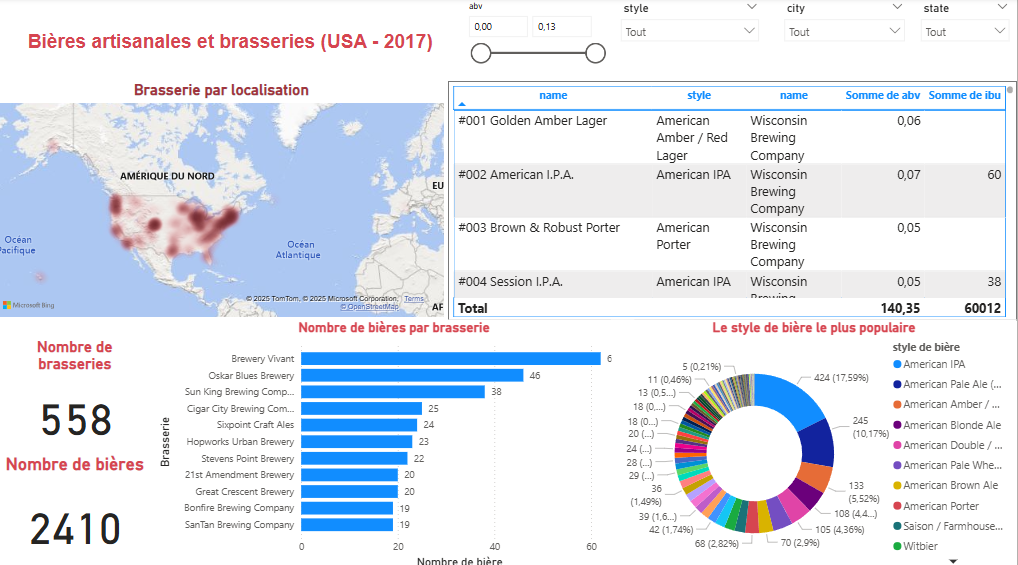 Bières artisanales et brasseries (USA - 2017)
abv
0,00 0,13
style
Tout
city
Tout
state
Tout
Brasserie par localisation
AMÉRIQUE DU NORD
EU
Océan
Pacifique
Océan
Atlantique
AF
Microsoft Bing
© 2025 TomTom, © 2025 Microsoft Corporation, Terms
© OpenStreetMap
name style name Somme de abv Somme de ibu
#001 Golden Amber Lager American Amber / Red Lager Wisconsin Brewing Company 0,06
#002 American I.P.A. American IPA Wisconsin Brewing Company 0,07 60
#003 Brown & Robust Porter American Porter Wisconsin Brewing Company 0,05
#004 Session I.P.A. American IPA Wisconsin Brewing 0,05 38
Total 140,35 60012
Nombre de
brasseries
558
Nombre de bières
2410
Nombre de bières par brasserie
Brasserie
Brewery Vivant 6
Oskar Blues Brewery 46
Sun King Brewing Comp... 38
Cigar City Brewing Com... 25
Sixpoint Craft Ales 24
Hopworks Urban Brewery 23
Stevens Point Brewery 22
21st Amendment Brewery 20
Great Crescent Brewery 20
Bonfire Brewing Company 19
SanTan Brewing Company 19
0 20 40 60
Nombre de bière
Le style de bière le plus populaire
424 (17,59%)
245
(10,17%)
133
(5,52%)
108 (4,4...)
105 (4,36%)
70 (2,9%)
68 (2,82%)
42 (1,74%)
39 (1,6...)
36
(1,49%)
29 (...)
28 (...)
24 (...)
20 (...)
18 (0...)
18 (0,...)
13 (0,5...)
11 (0,46%)
5 (0,21%)
style de bière
American IPA
American Pale Ale (...
American Amber / ...
American Blonde Ale
American Double / ...
American Pale Whe...
American Brown Ale
American Porter
Saison / Farmhouse...
Witbier